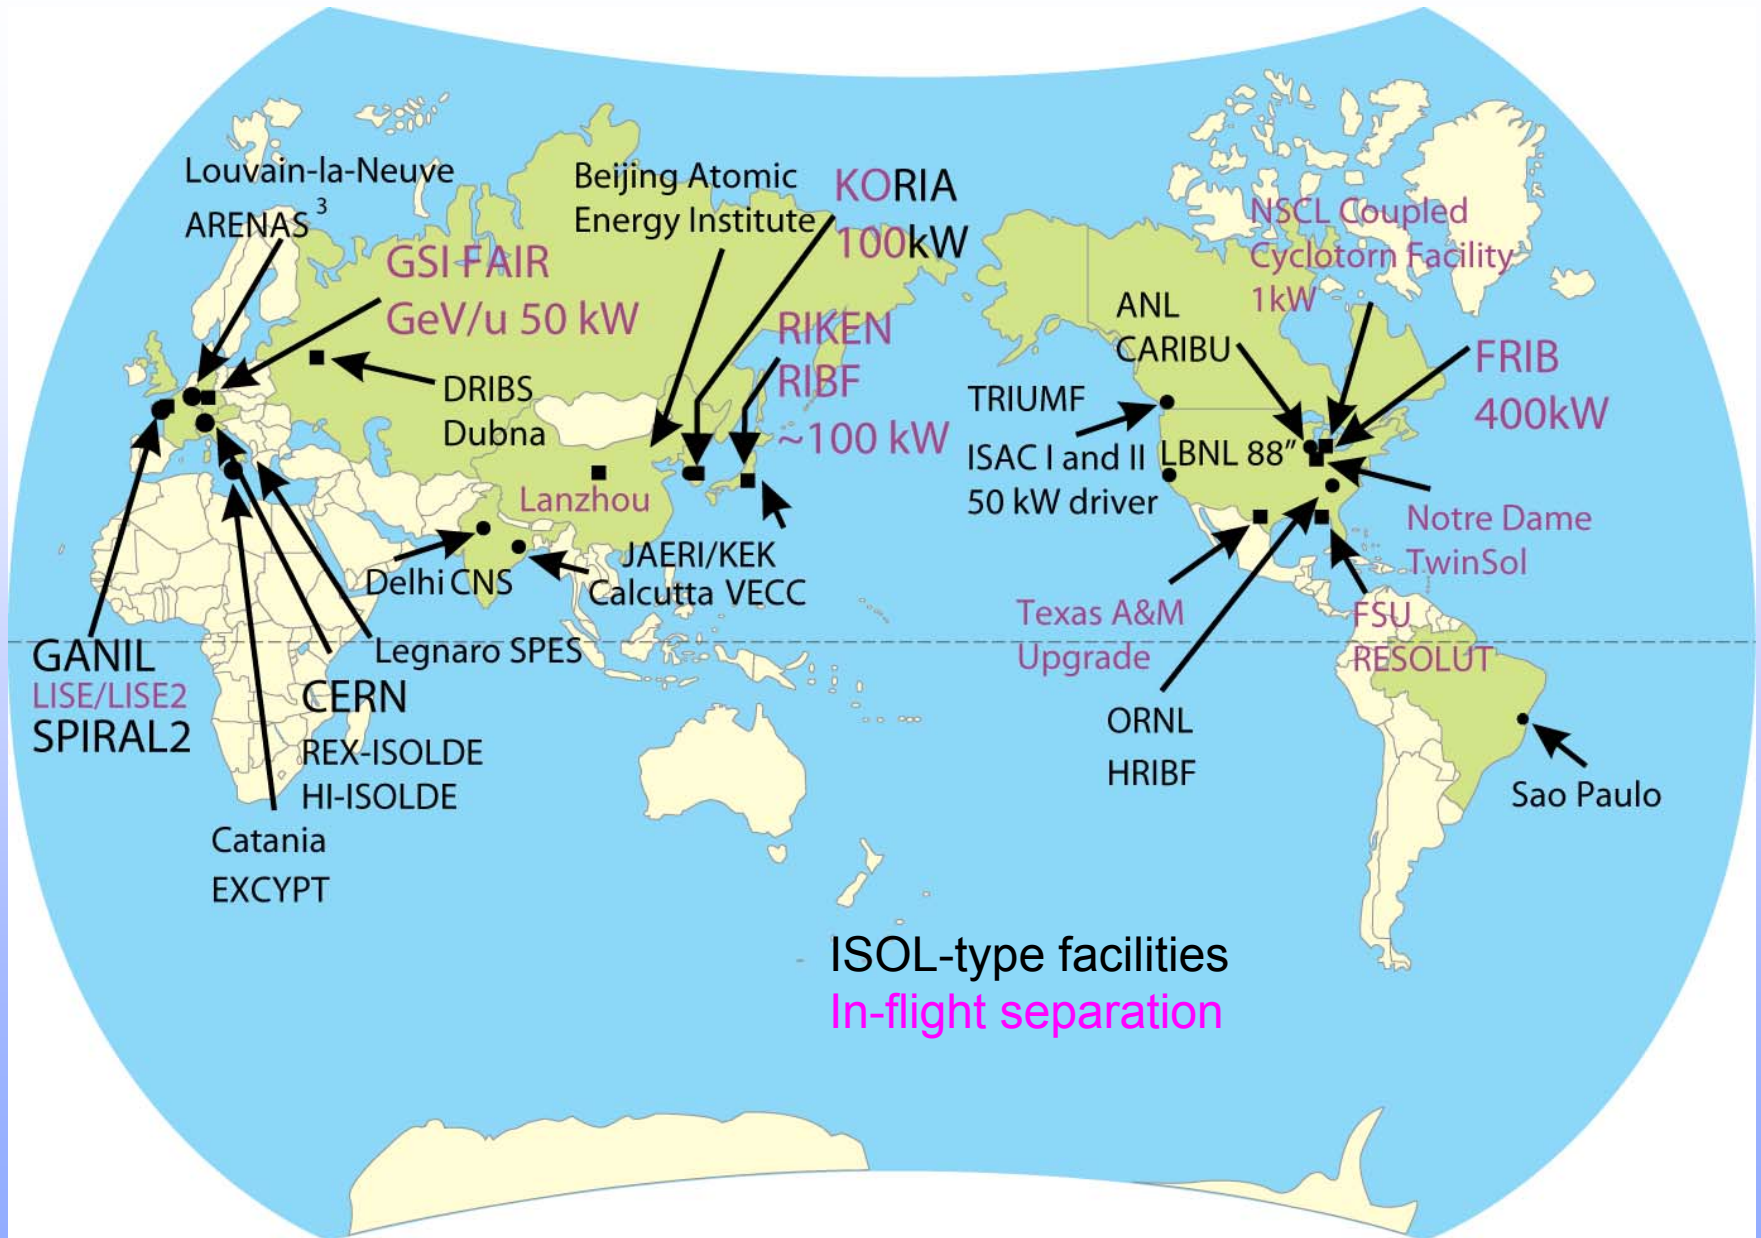 Louvain-la-Neuve
ARENAS 3
GSI FAIR
GeV/u 50 kW
DRIBS
Dubna
Beijing Atomic
Energy Institute
KORIA
100kW
RIKEN
RIBF
~100 kW
Lanzhou
Delhi CNS
JAERI/KEK
Calcutta VECC
GANIL
LISE/LISE2
SPIRAL2
Legnaro SPES
CERN
REX-ISOLDE
HI-ISOLDE
Catania
EXCYPT
NSCL Coupled
Cyclotorn Facility
1kW
ANL
CARIBU
FRIB
400kW
TRIUMF
ISAC I and II
50 kW driver
LBNL 88"
Notre Dame
TwinSol
Texas A&M
Upgrade
FSU
RESOLUT
ORNL
HRIBF
Sao Paulo
ISOL-type facilities
In-flight separation